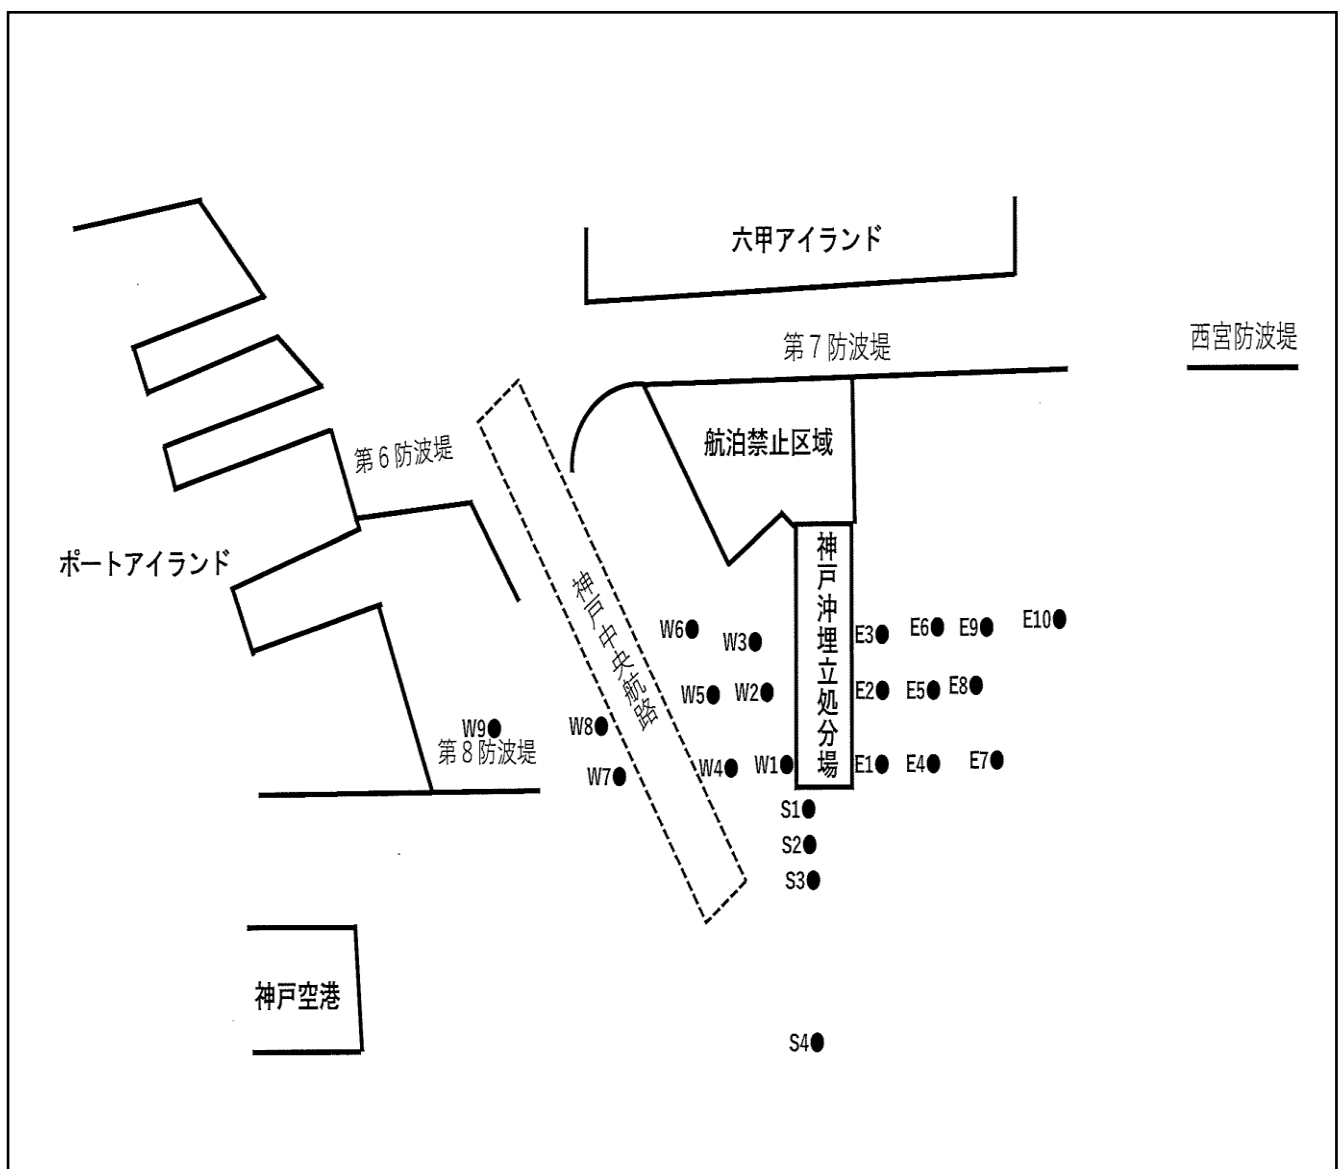 六甲アイランド
西宮防波堤
第7防波堤
航泊禁止区域
第6防波堤
ポートアイランド
神戸中央航路
神戸沖埋立処分場
W6
W3
E3
E6
E9
E10
W5
W2
E2
E5
E8
W9
W8
第8防波堤
W7
W4
W1
E1
E4
E7
S1
S2
S3
神戸空港
S4